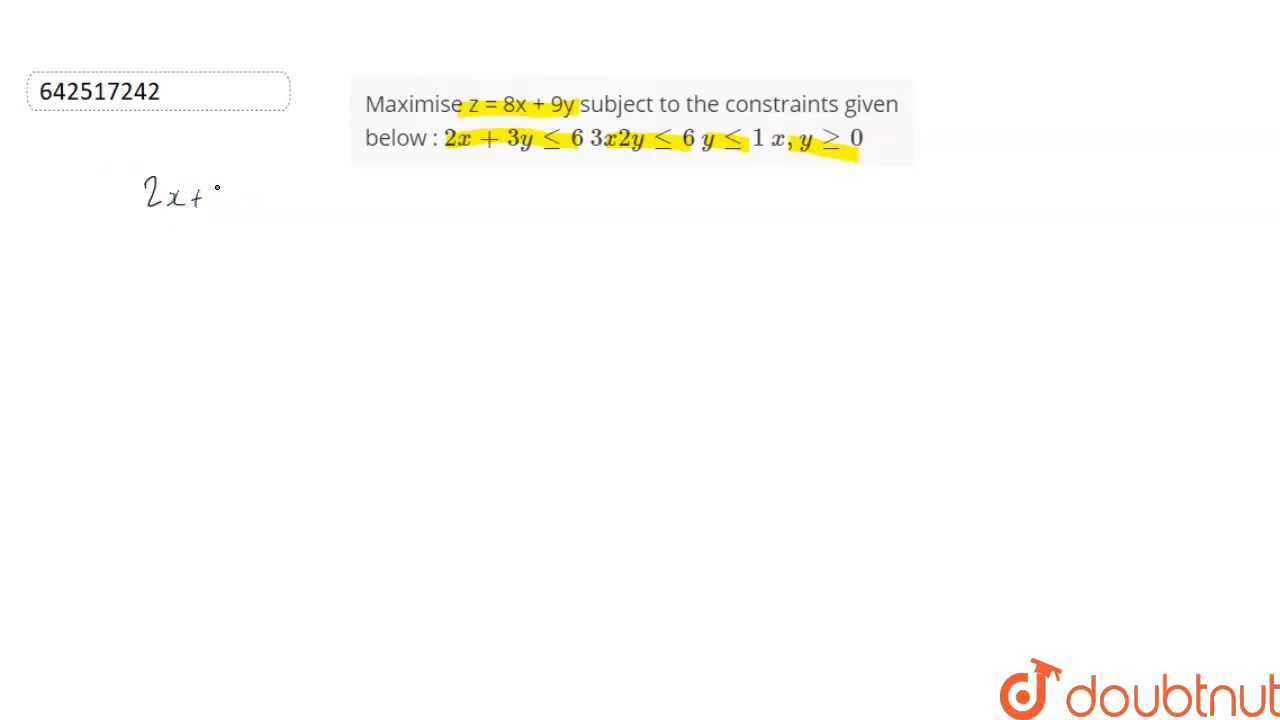 642517242
Maximise z = 8x + 9y subject to the constraints given
below : 2x + 3y ≤ 6 3x2y ≤ 6 y ≤ 1 x, y ≥ 0
2x+
doubtnut